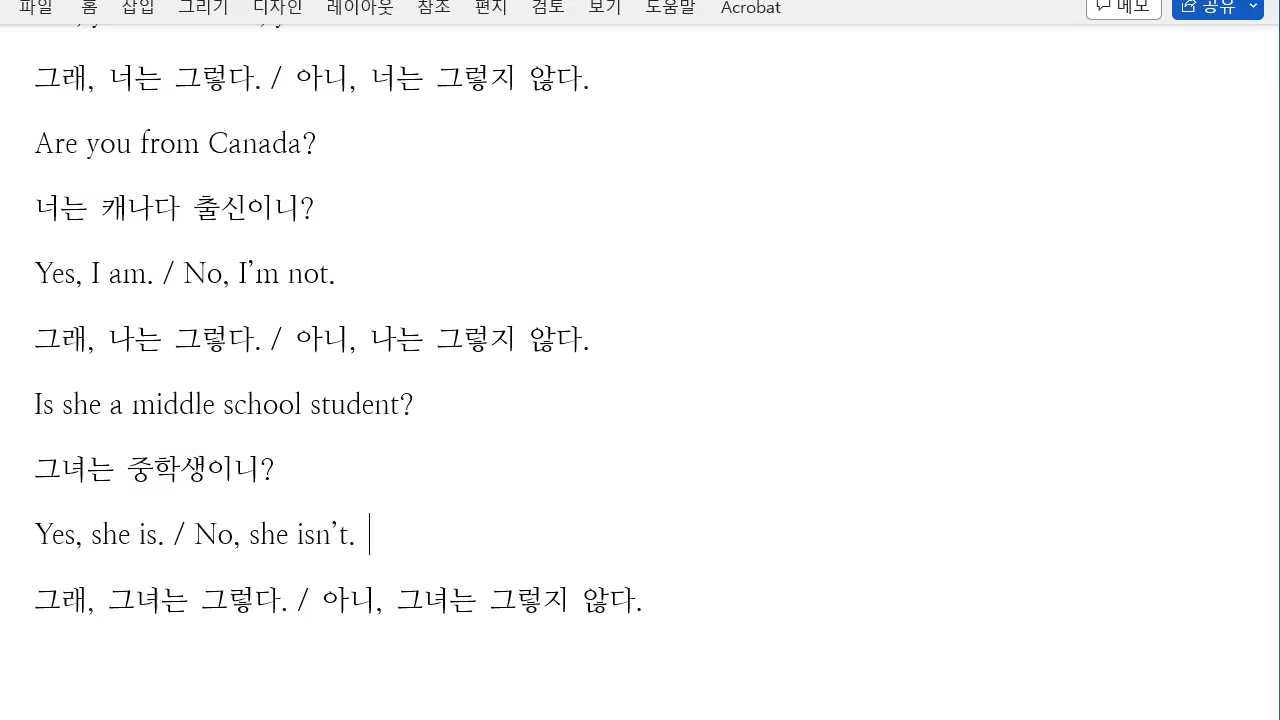 파일 홈 삽입 그리기 디자인 레이아웃 참조 편지 검토 보기 도움말 Acrobat 메모 공유
그래, 너는 그렇다. / 아니, 너는 그렇지 않다.
Are you from Canada?
너는 캐나다 출신이니?
Yes, I am. / No, I’m not.
그래, 나는 그렇다. / 아니, 나는 그렇지 않다.
Is she a middle school student?
그녀는 중학생이니?
Yes, she is. / No, she isn’t.
그래, 그녀는 그렇다. / 아니, 그녀는 그렇지 않다.